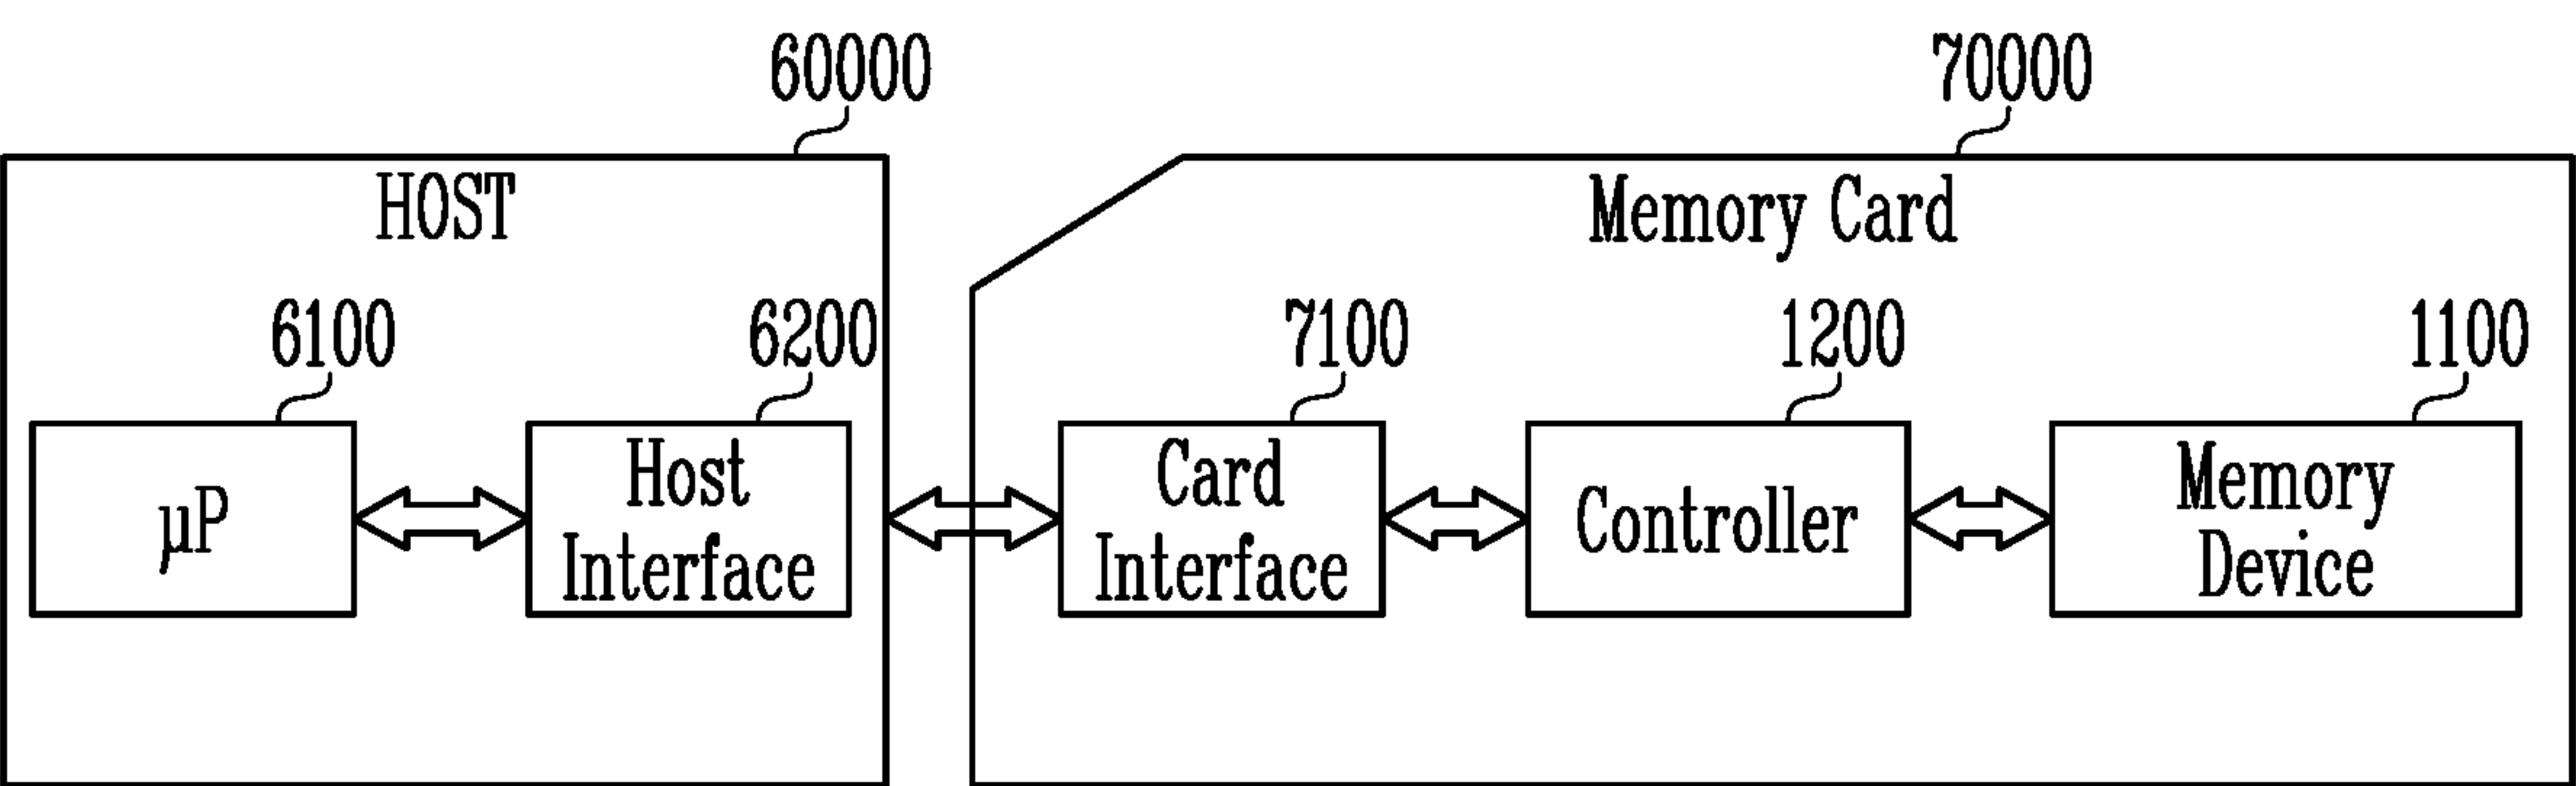 60000
70000
HOST
Memory Card
6100
6200
7100
1200
1100
μP
Host
Interface
Card
Interface
Controller
Memory
Device